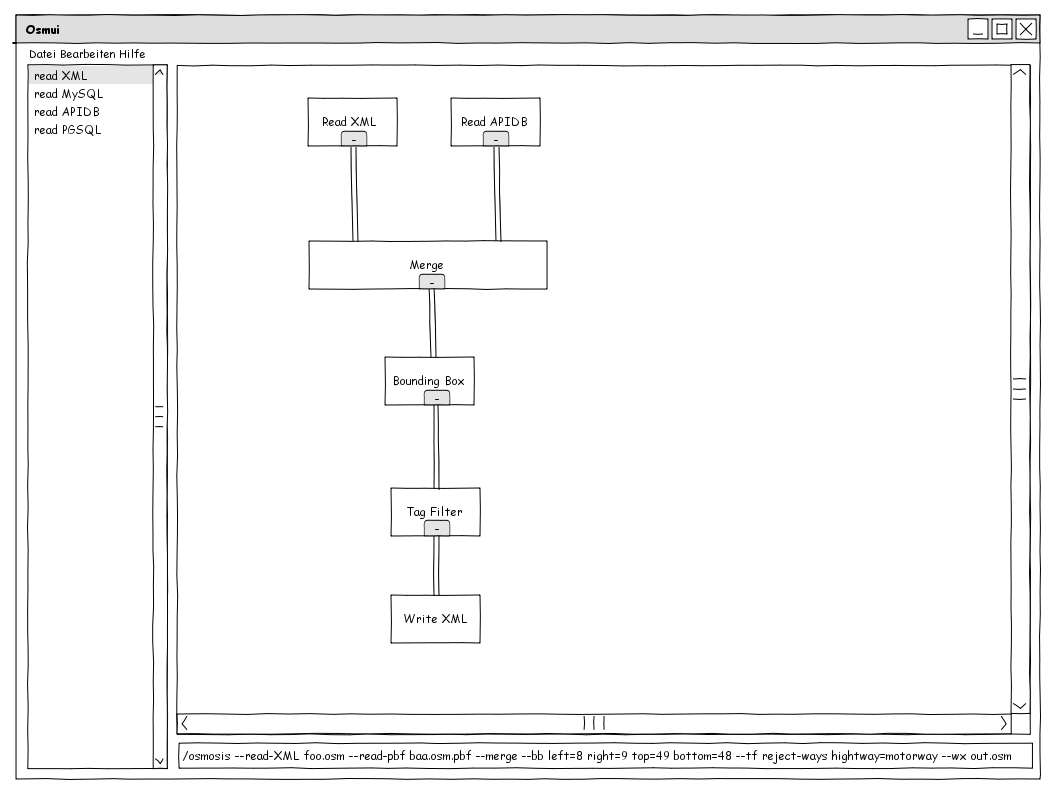 Osmui
Datei Bearbeiten Hilfe
read XML
read MySQL
read APIDB
read PGSQL
Read XML
-
Read APIDB
-
Merge
-
Bounding Box
-
Tag Filter
-
Write XML
/osmosis --read-XML foo.osm --read-pbf baa.osm.pbf --merge --bb left=8 right=9 top=49 bottom=48 --tf reject-ways hightway=motorway --wx out.osm